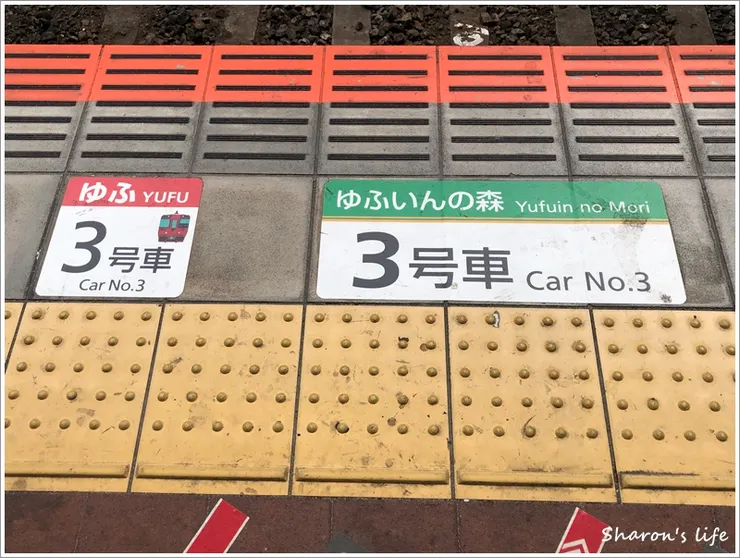 ゆふ YUFU
3号車
Car No.3
ゆふいんの森 Yufuin no Mori
3号車 Car No.3
Sharon's life